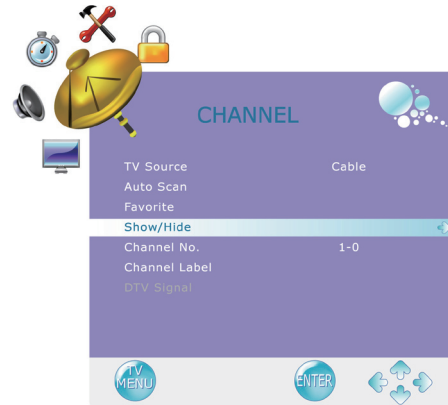 CHANNEL
TV Source Cable
Auto Scan
Favorite
Show/Hide
Channel No. 1-0
Channel Label
DTV Signal
TV
MENU
ENTER